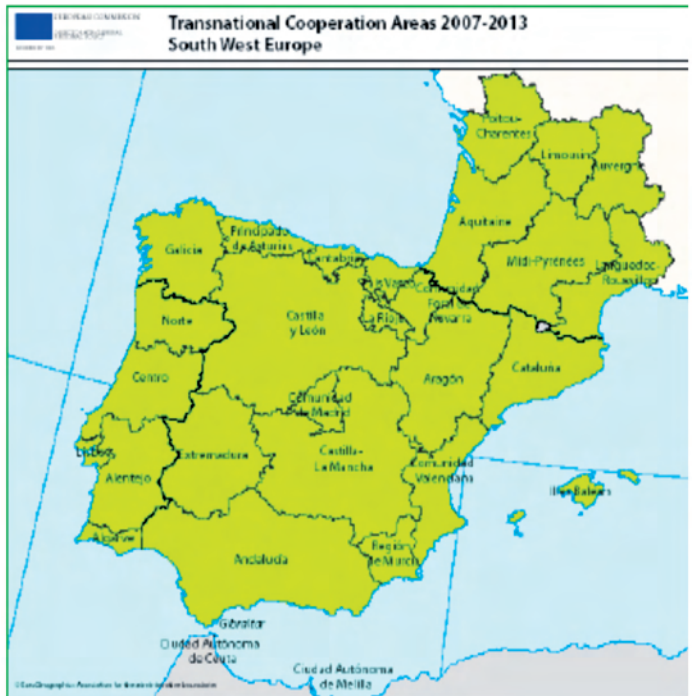 EUROPEAN COMMISSION
Transnational Cooperation Areas 2007-2013
South West Europe
Poitou-
Charentes
Limousin
Auvergne
Aquitaine
Midi-Pyrénées
Languedoc-
Roussillon
Galicia
Principado
de Asturias
Cantabria
País Vasco
Comunidad
Foral de
Navarra
La Rioja
Castilla
y León
Norte
Centro
Aragón
Cataluña
Comunidad
de Madrid
Lisboa
Alentejo
Extremadura
Castilla-
La Mancha
Comunidad
Valenciana
Illes Balears
Algarve
Andalucía
Región
de Murcia
Gibraltar
Ciudad Autónoma
de Ceuta
Ciudad Autónoma
de Melilla